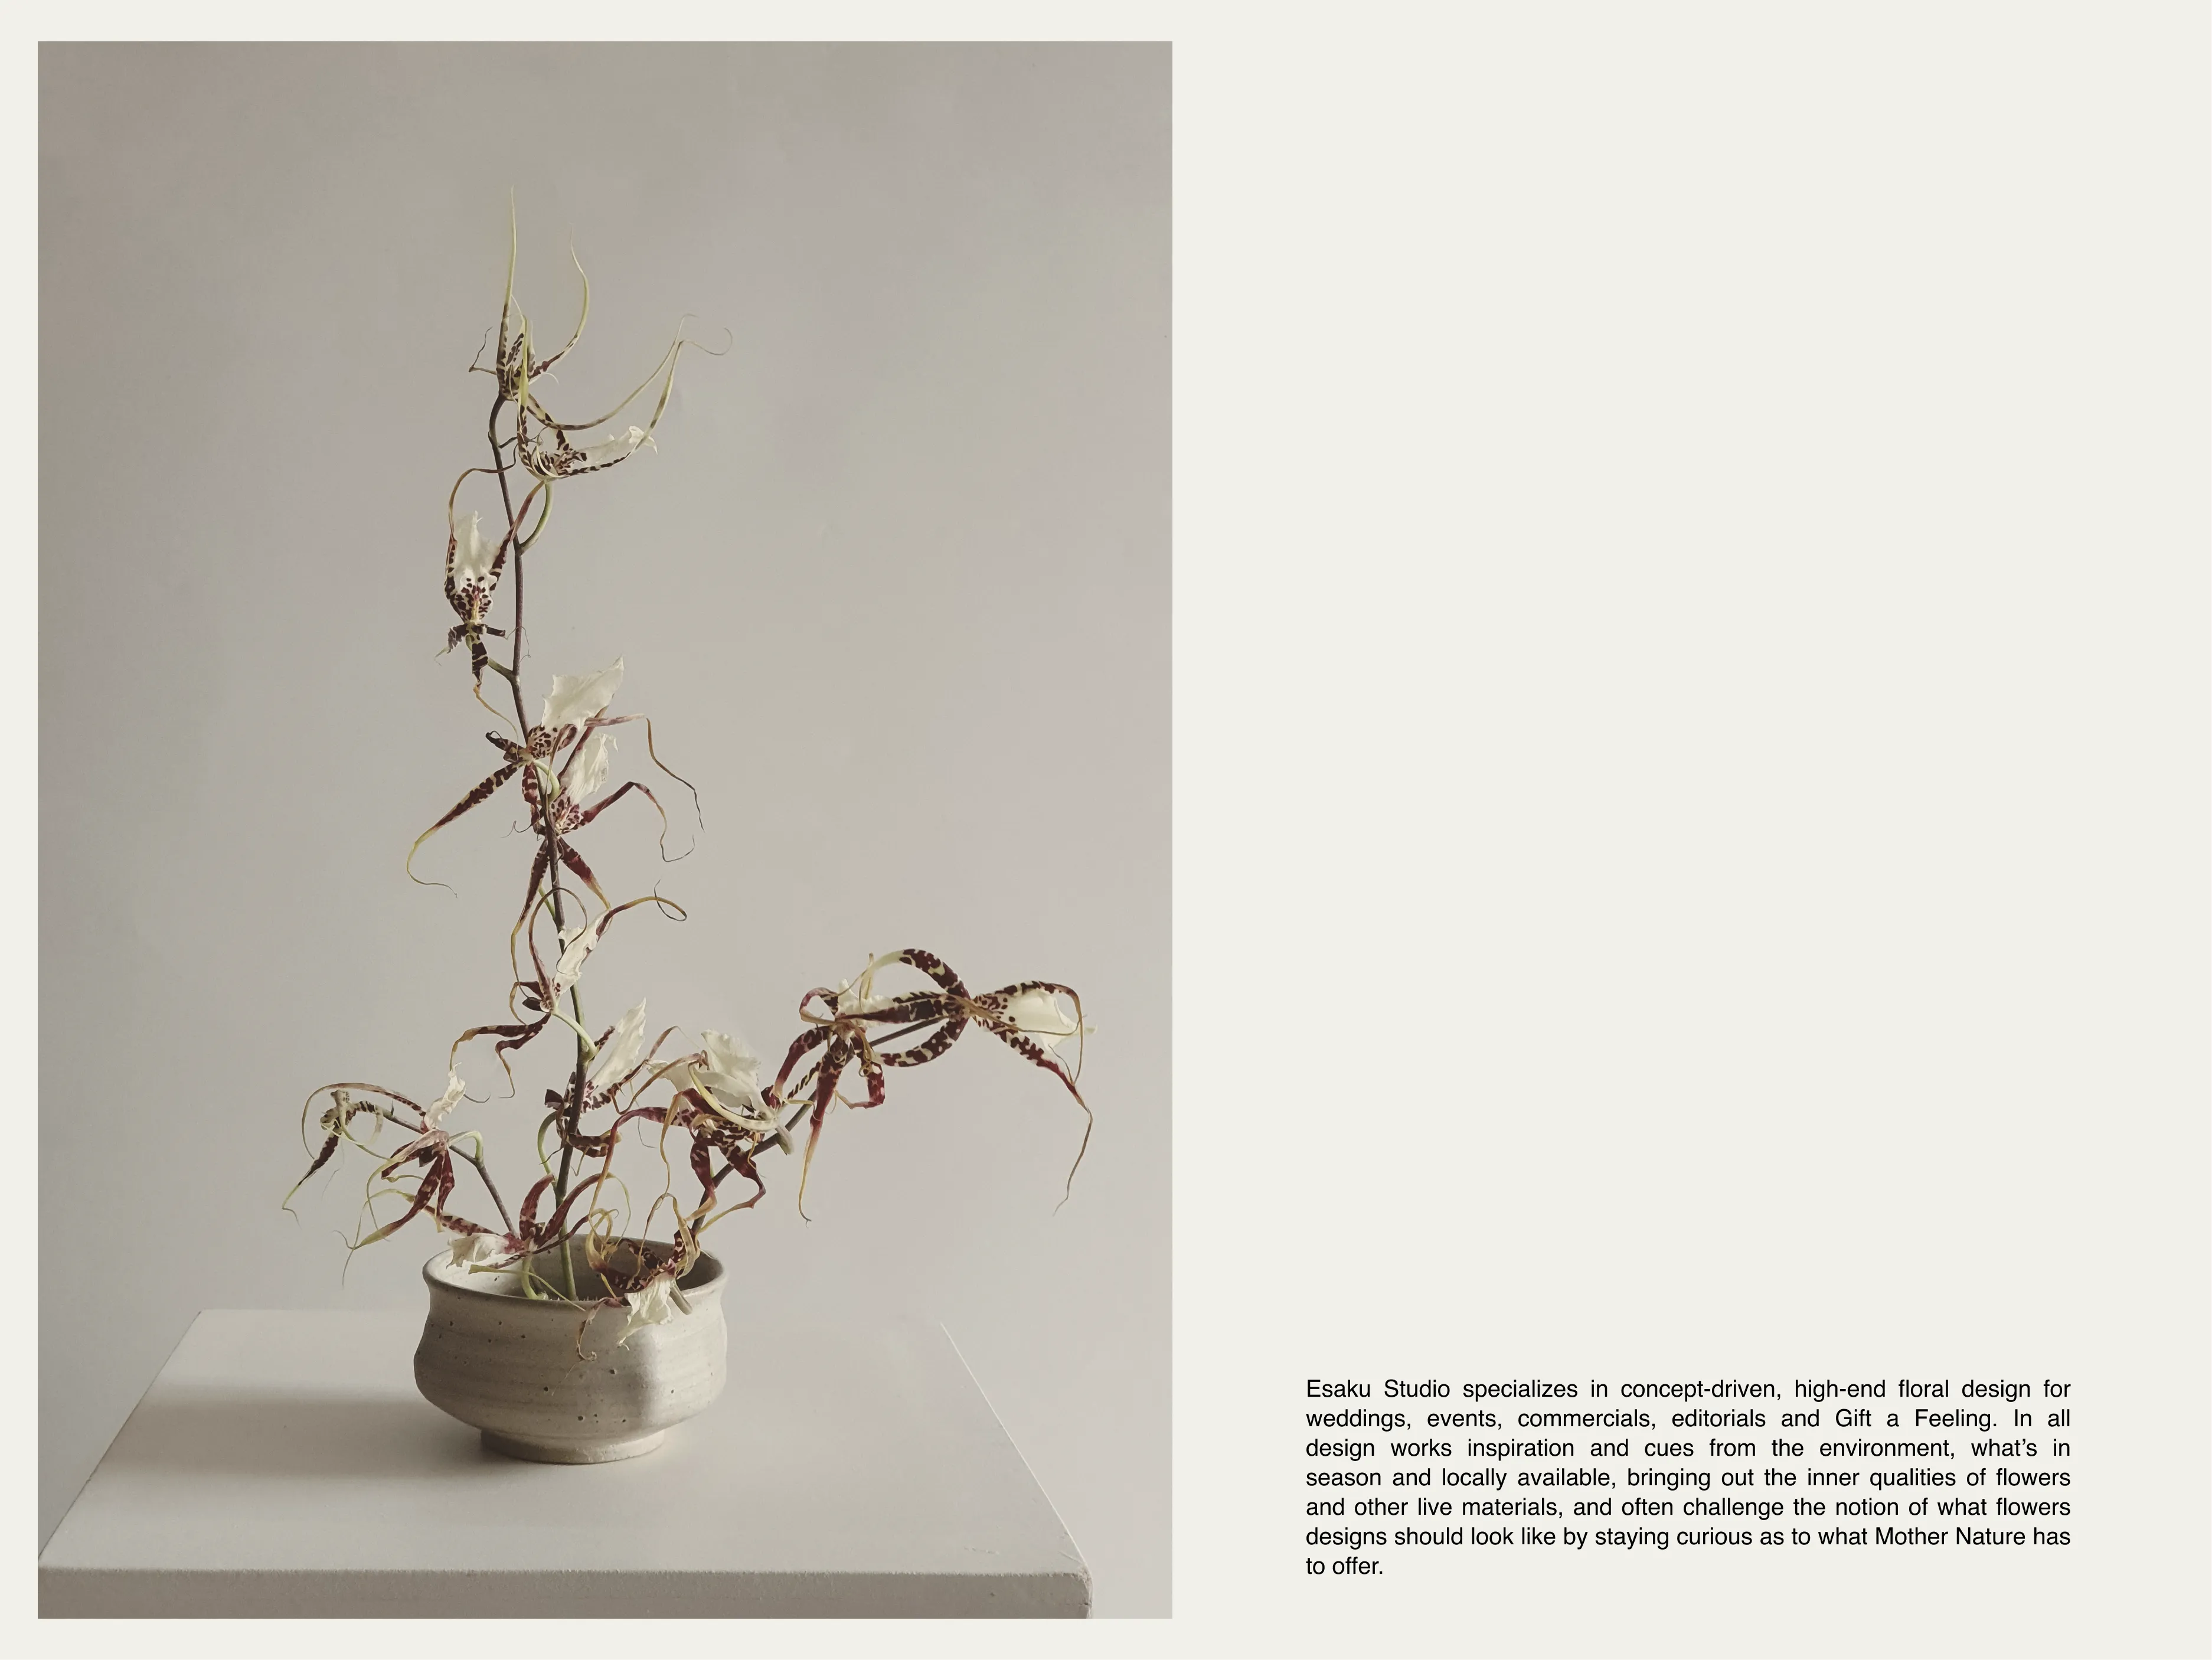 Esaku Studio specializes in concept-driven, high-end floral design for
weddings, events, commercials, editorials and Gift a Feeling. In all
design works inspiration and cues from the environment, what’s in
season and locally available, bringing out the inner qualities of flowers
and other live materials, and often challenge the notion of what flowers
designs should look like by staying curious as to what Mother Nature has
to offer.